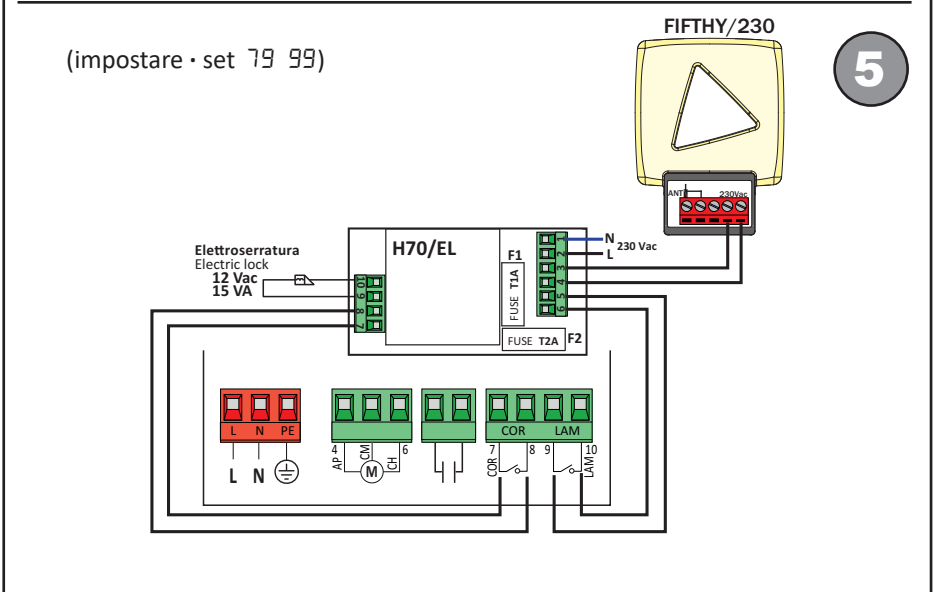 FIFTHY/230
(impostare · set 79 99)
5
ANT
230Vac
H70/EL
Elettroserratura
Electric lock
12 Vac
15 VA
10
9
8
7
F1
FUSE T1A
FUSE T2A F2
1
2
3
4
5
6
N
230 Vac
L
L N PE
COR LAM
4
AP
CM
CH
6
7
COR
8
9
LAM
10
M
L N